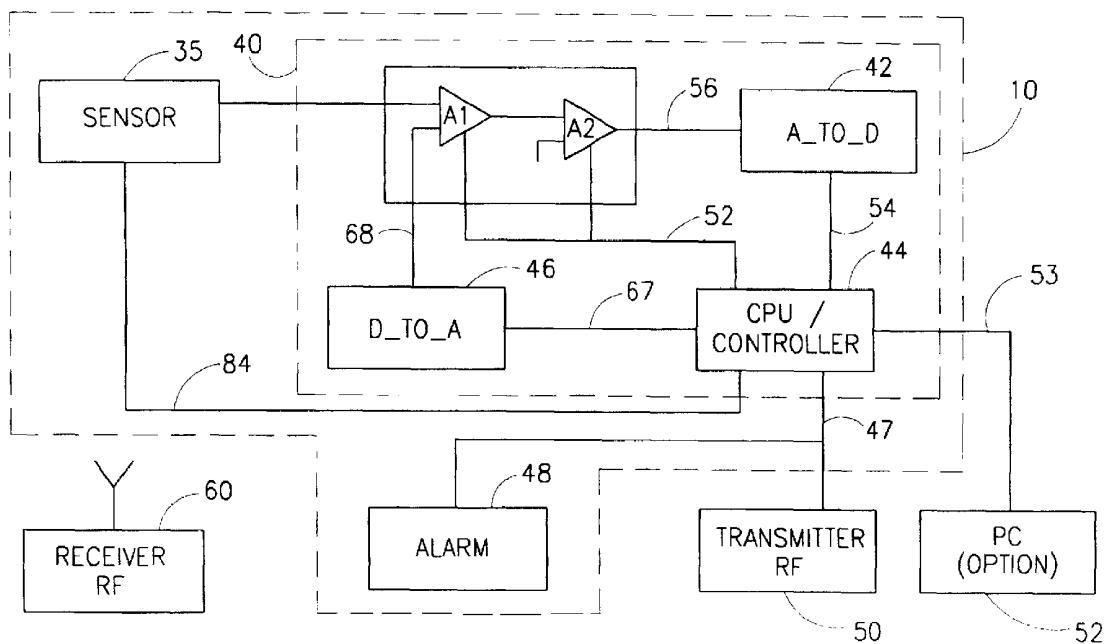 35
40
42
SENSOR
A1
A2
56
A_TO_D
10
68
52
54
46
44
53
D_TO_A
67
CPU /
CONTROLLER
84
47
60
48
RECEIVER
RF
ALARM
TRANSMITTER
RF
PC
(OPTION)
50
52